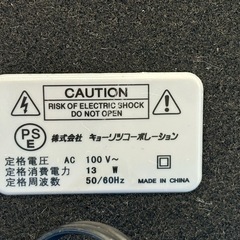 CAUTION
RISK OF ELECTRIC SHOCK
DO NOT OPEN
PS
E
株式会社 キョーリツコーポレーション
定格電圧 AC 100 V～
定格消費電力 13 W
定格周波数 50/60Hz
MADE IN CHINA